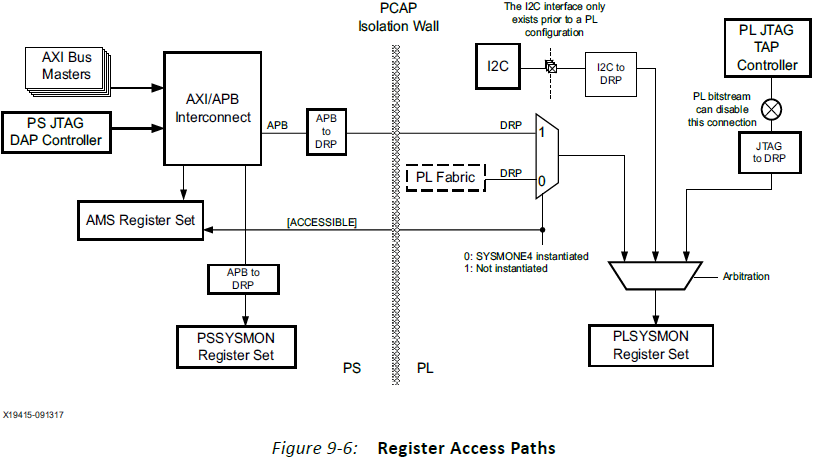 PCAP
Isolation Wall
The I2C interface only
exists prior to a PL
configuration
AXI Bus
Masters
PS JTAG
DAP Controller
AXI/APB
Interconnect
APB
APB
to
DRP
DRP
1
I2C
I2C to
DRP
PL JTAG
TAP
Controller
PL bitstream
can disable
this connection
JTAG
to DRP
PL Fabric
DRP
0
AMS Register Set
[ACCESSIBLE]
0: SYSMONE4 instantiated
1: Not instantiated
Arbitration
APB to
DRP
PSSYSMON
Register Set
PS
PL
PLSYSMON
Register Set
X19415-091317
Figure 9-6: Register Access Paths